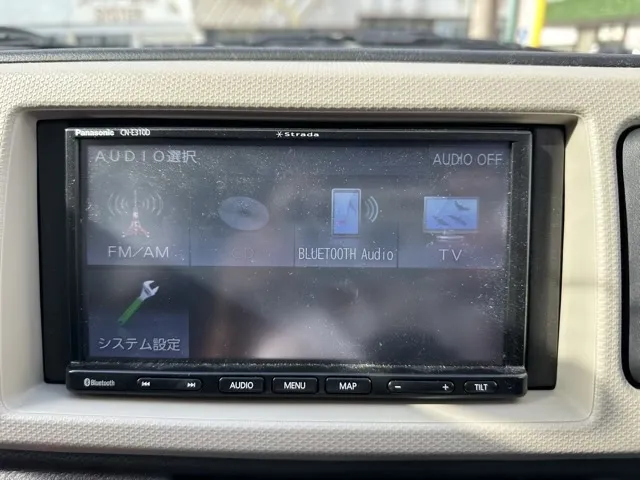 Panasonic CN-E310D Strada
AUDIO選択 AUDIO OFF
FM/AM BLUETOOTH Audio TV
システム設定
Bluetooth AUDIO MENU MAP - + TILT